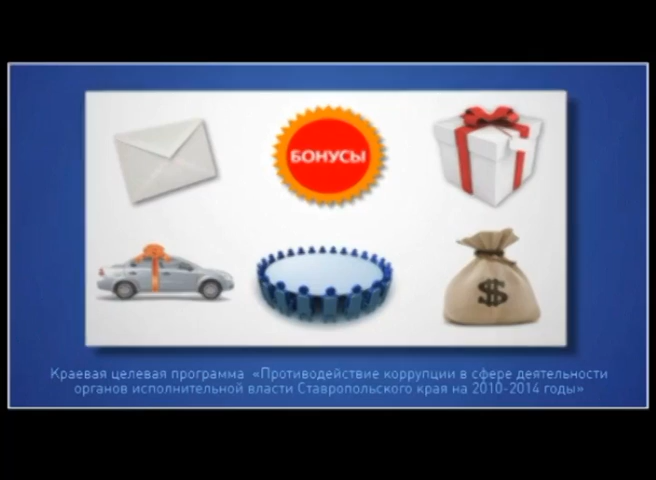 БОНУСЫ
$
Краевая целевая программа «Противодействие коррупции в сфере деятельности
органов исполнительной власти Ставропольского края на 2010-2014 годы»